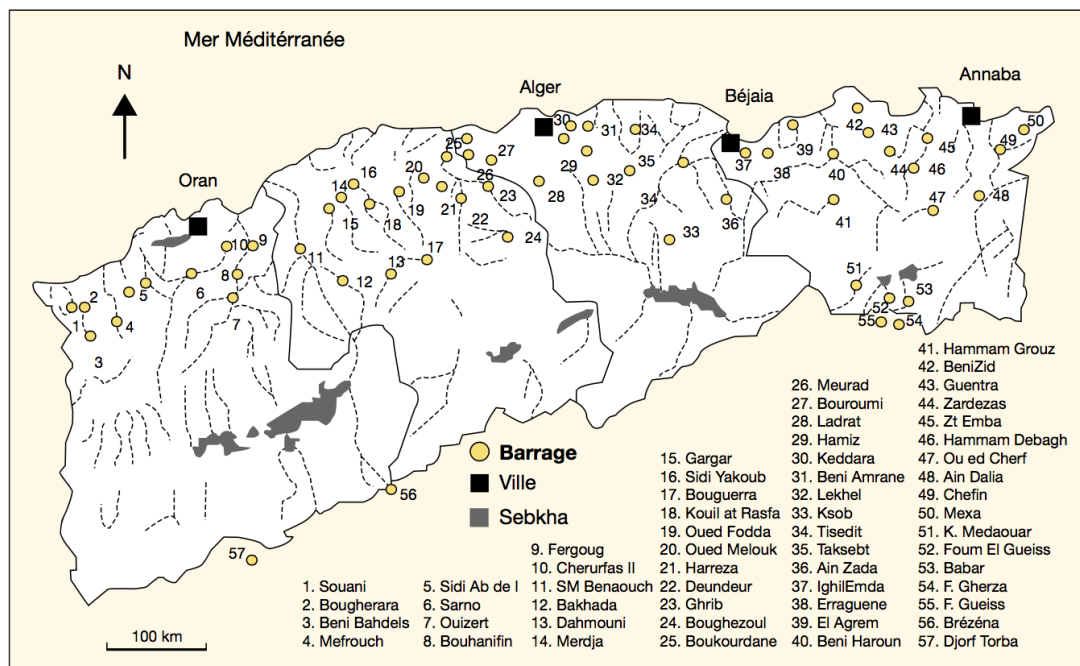 Mer Méditérranée
N
Oran
Alger
Béjaia
Annaba
1
2
3
4
5
6
7
8
9
10
11
12
13
14
15
16
17
18
19
20
21
22
23
24
25
26
27
28
29
30
31
32
33
34
34
35
36
37
38
39
40
41
42
43
44
45
46
47
48
49
50
51
52
53
54
55
56
57
Barrage
Ville
Sebkha
100 km
1. Souani
2. Bougherara
3. Beni Bahdels
4. Mefrouch
5. Sidi Ab de l
6. Sarno
7. Ouizert
8. Bouhanifin
9. Fergoug
10. Cherurfas II
11. SM Benaouch
12. Bakhada
13. Dahmouni
14. Merdja
15. Gargar
16. Sidi Yakoub
17. Bouguerra
18. Kouil at Rasfa
19. Oued Fodda
20. Oued Melouk
21. Harreza
22. Deundeur
23. Ghrib
24. Boughezoul
25. Boukourdane
26. Meurad
27. Bouroumi
28. Ladrat
29. Hamiz
30. Keddara
31. Beni Amrane
32. Lekhel
33. Ksob
34. Tisedit
35. Taksebt
36. Ain Zada
37. IghilEmda
38. Erraguene
39. El Agrem
40. Beni Haroun
41. Hammam Grouz
42. BeniZid
43. Guentra
44. Zardezas
45. Zt Emba
46. Hammam Debagh
47. Ou ed Cherf
48. Ain Dalia
49. Chefin
50. Mexa
51. K. Medaouar
52. Foum El Gueiss
53. Babar
54. F. Gherza
55. F. Gueiss
56. Brézéna
57. Djorf Torba